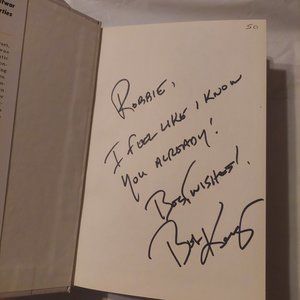 50
ROBBIE,
I FEEL LIKE I KNOW
YOU ALREADY!
BEST WISHES!